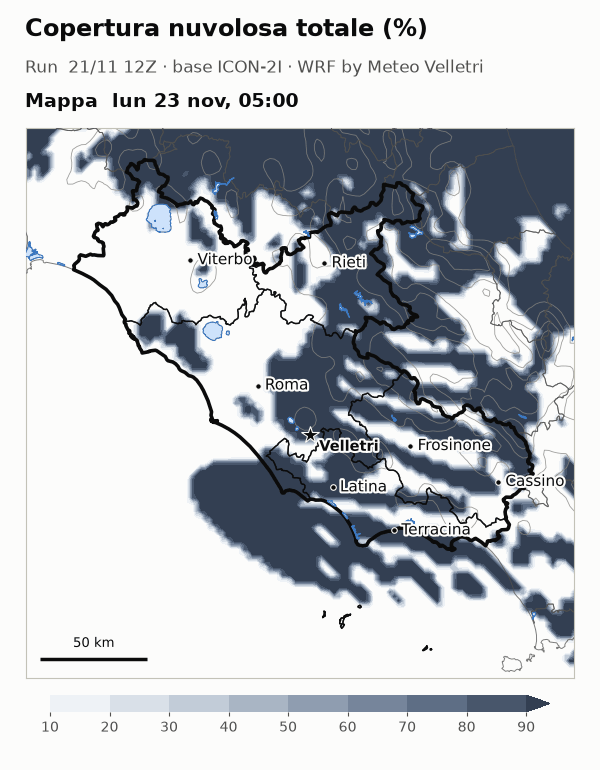 Copertura nuvolosa totale (%)
Run  21/11 12Z · base ICON-2I · WRF by Meteo Velletri
Mappa  lun 23 nov, 05:00
Viterbo
Rieti
Roma
Velletri
Frosinone
Cassino
Latina
Terracina
50 km
10 20 30 40 50 60 70 80 90